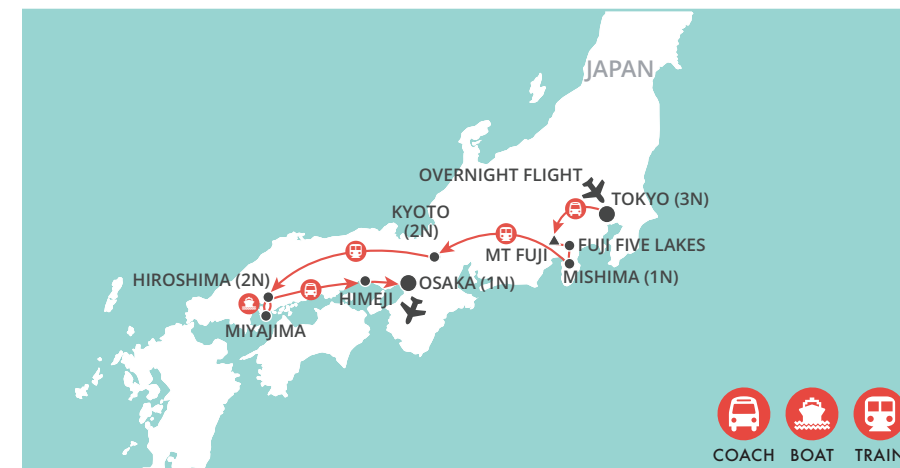 JAPAN
OVERNIGHT FLIGHT
TOKYO (3N)
KYOTO
(2N)
FUJI FIVE LAKES
MT FUJI
MISHIMA (1N)
HIROSHIMA (2N)
OSAKA (1N)
HIMEJI
MIYAJIMA
COACH BOAT TRAIN